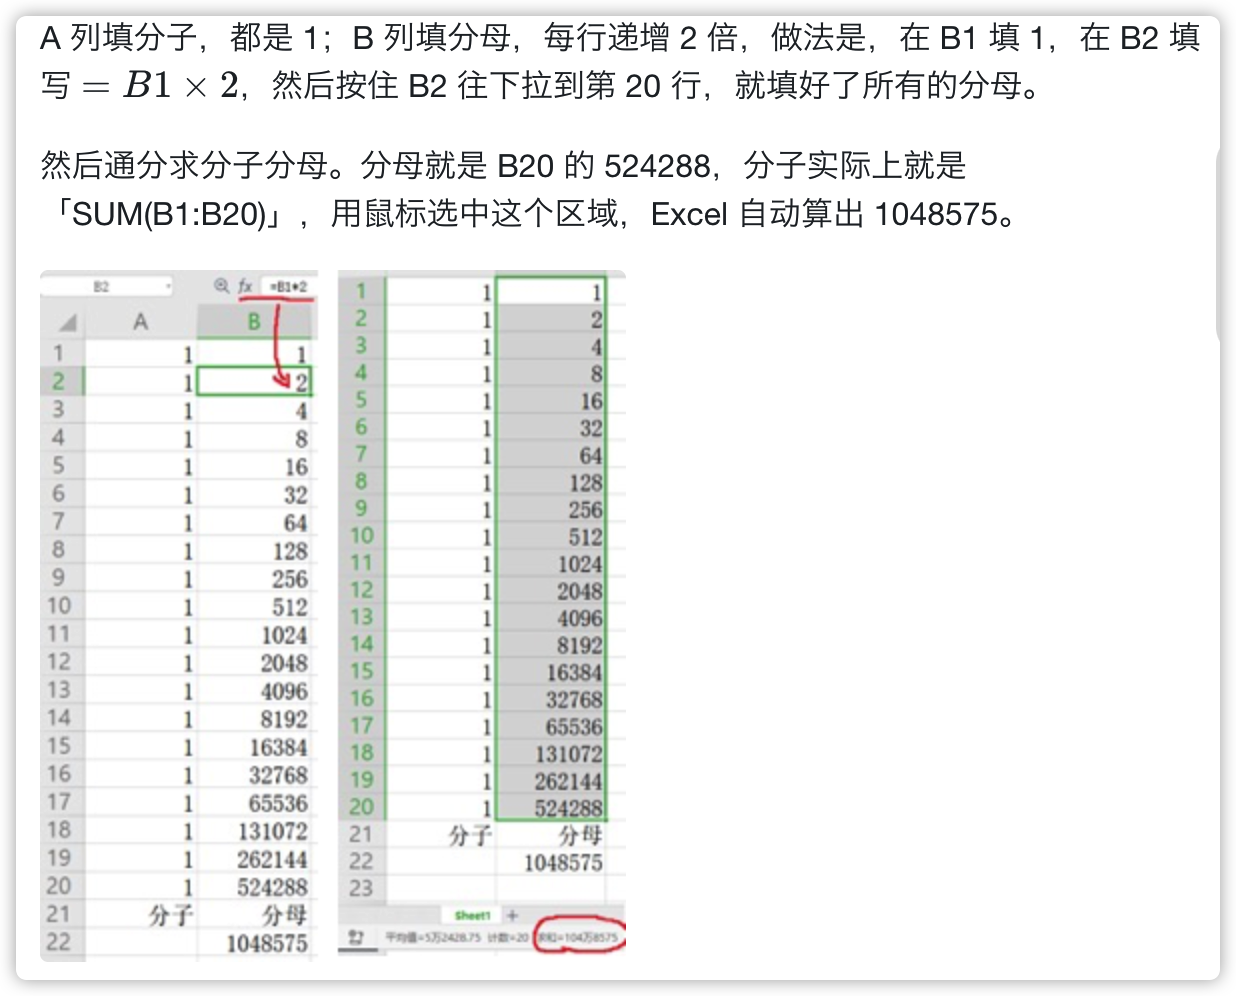 A 列填分子，都是 1；B 列填分母，每行递增 2 倍，做法是，在 B1 填 1，在 B2 填
写 = B1 × 2，然后按住 B2 往下拉到第 20 行，就填好了所有的分母。
然后通分求分子分母。分母就是 B20 的 524288，分子实际上就是
「SUM(B1:B20)」，用鼠标选中这个区域，Excel 自动算出 1048575。
B2 fx =B1*2
A B
1 1 1
2 1 2
3 1 4
4 1 8
5 1 16
6 1 32
7 1 64
8 1 128
9 1 256
10 1 512
11 1 1024
12 1 2048
13 1 4096
14 1 8192
15 1 16384
16 1 32768
17 1 65536
18 1 131072
19 1 262144
20 1 524288
21 分子 分母
22 1048575
1 1 1
2 1 2
3 1 4
4 1 8
5 1 16
6 1 32
7 1 64
8 1 128
9 1 256
10 1 512
11 1 1024
12 1 2048
13 1 4096
14 1 8192
15 1 16384
16 1 32768
17 1 65536
18 1 131072
19 1 262144
20 1 524288
21 分子 分母
22 1048575
23
Sheet1 +
平均值=5万2428.75 计数=20 求和=104万8575